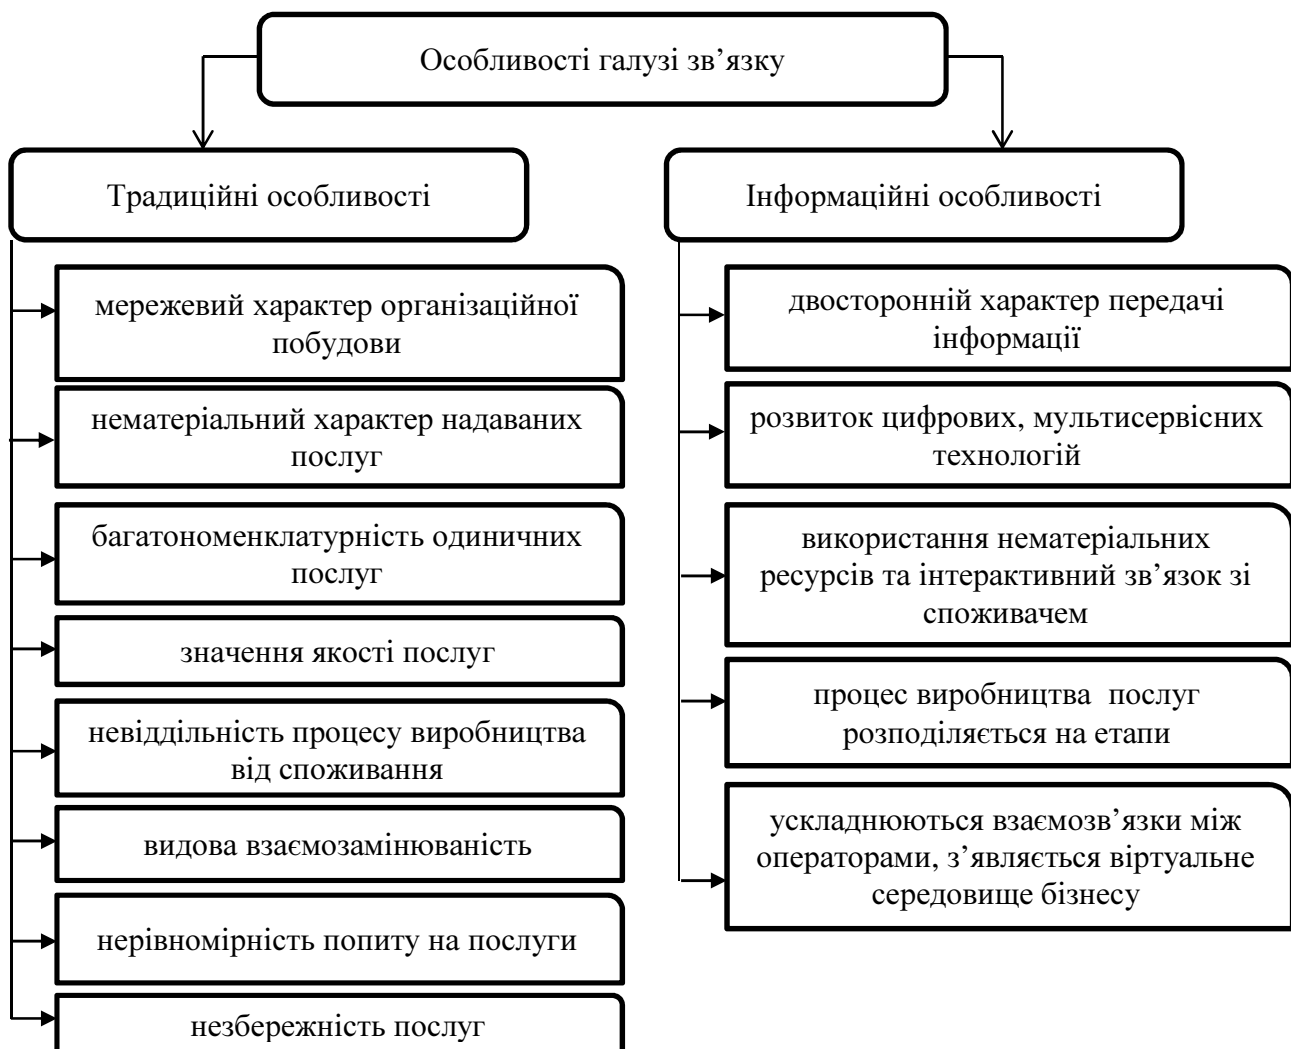 Особливості галузі зв’язку
Традиційні особливості
мережевий характер організаційної
побудови
нематеріальний характер надаваних
послуг
багатономенклатурність одиничних
послуг
значення якості послуг
невіддільність процесу виробництва
від споживання
видова взаємозамінюваність
нерівномірність попиту на послуги
незбережність послуг
Інформаційні особливості
двосторонній характер передачі
інформації
розвиток цифрових, мультисервісних
технологій
використання нематеріальних
ресурсів та інтерактивний зв’язок зі
споживачем
процес виробництва послуг
розподіляється на етапи
ускладнюються взаємозв’язки між
операторами, з’являється віртуальне
середовище бізнесу